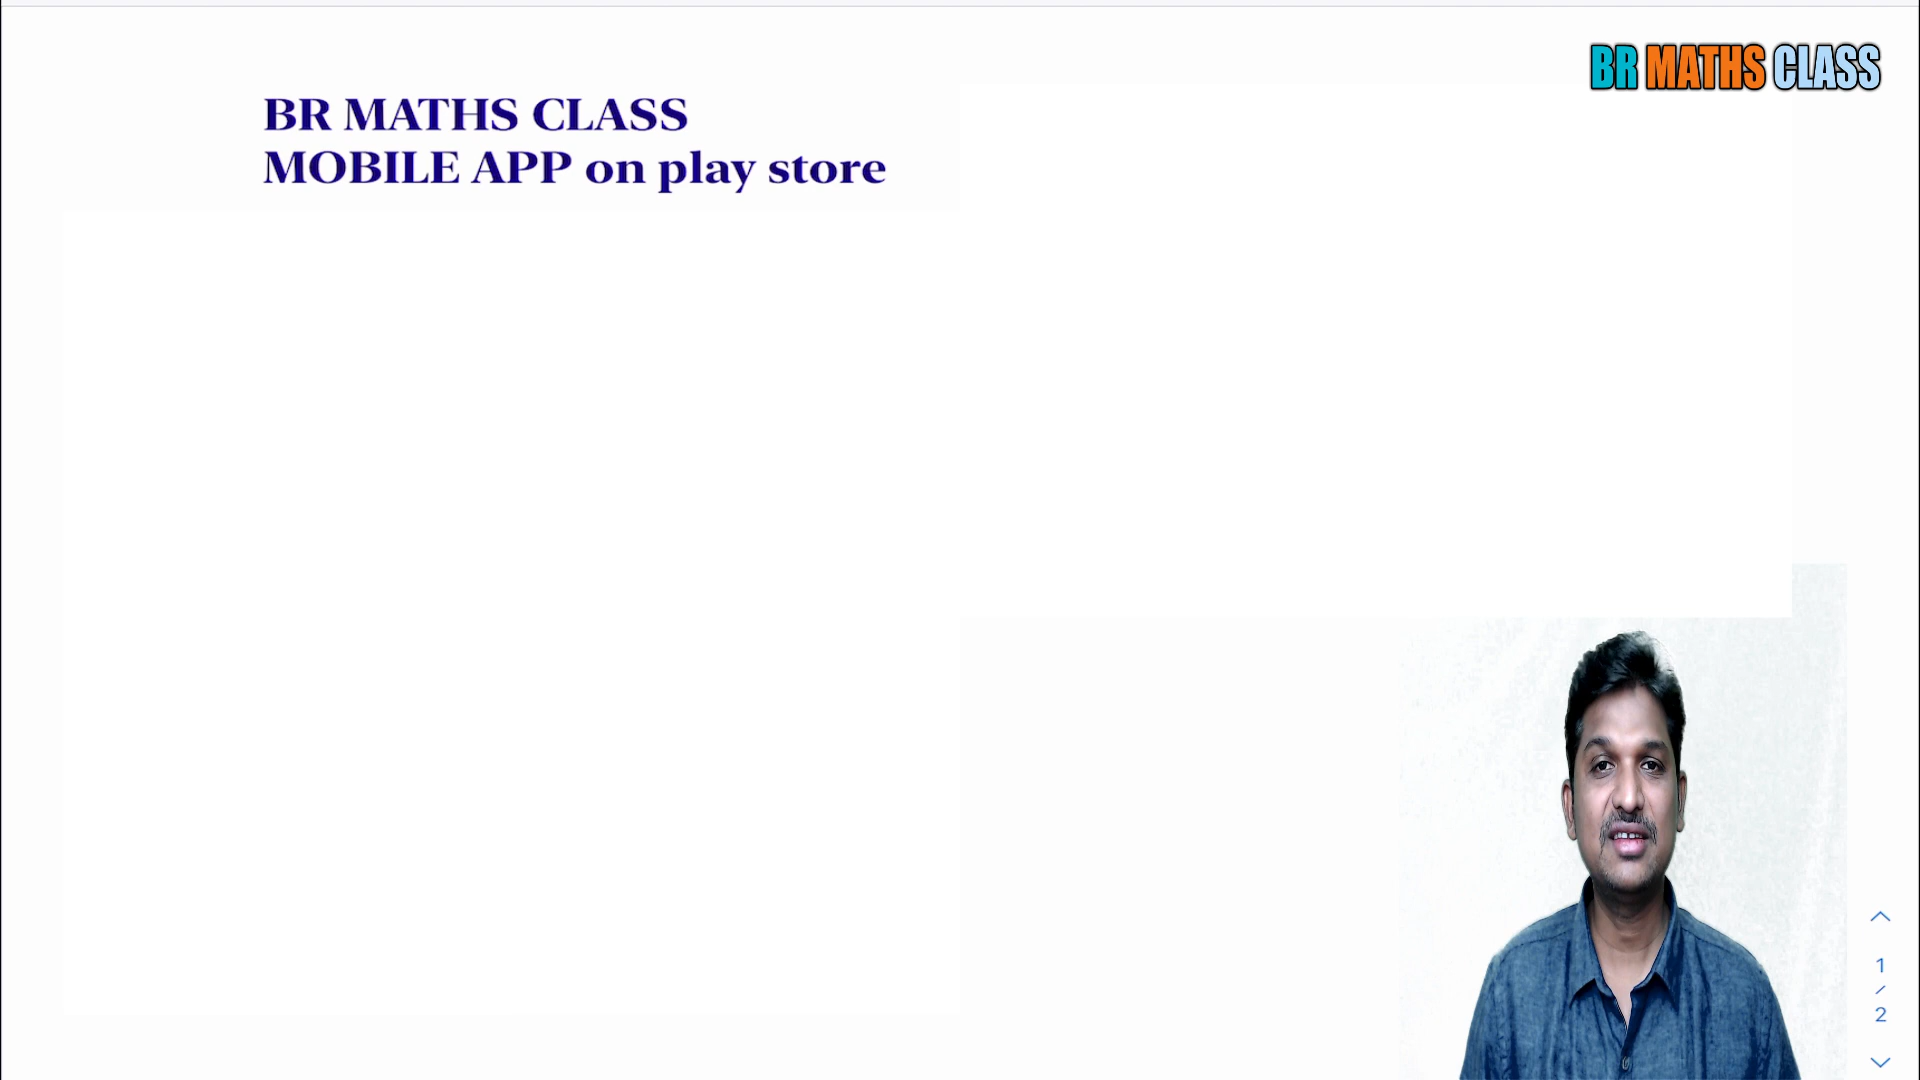 BR MATHS CLASS
BR MATHS CLASS
MOBILE APP on play store
1
/
2